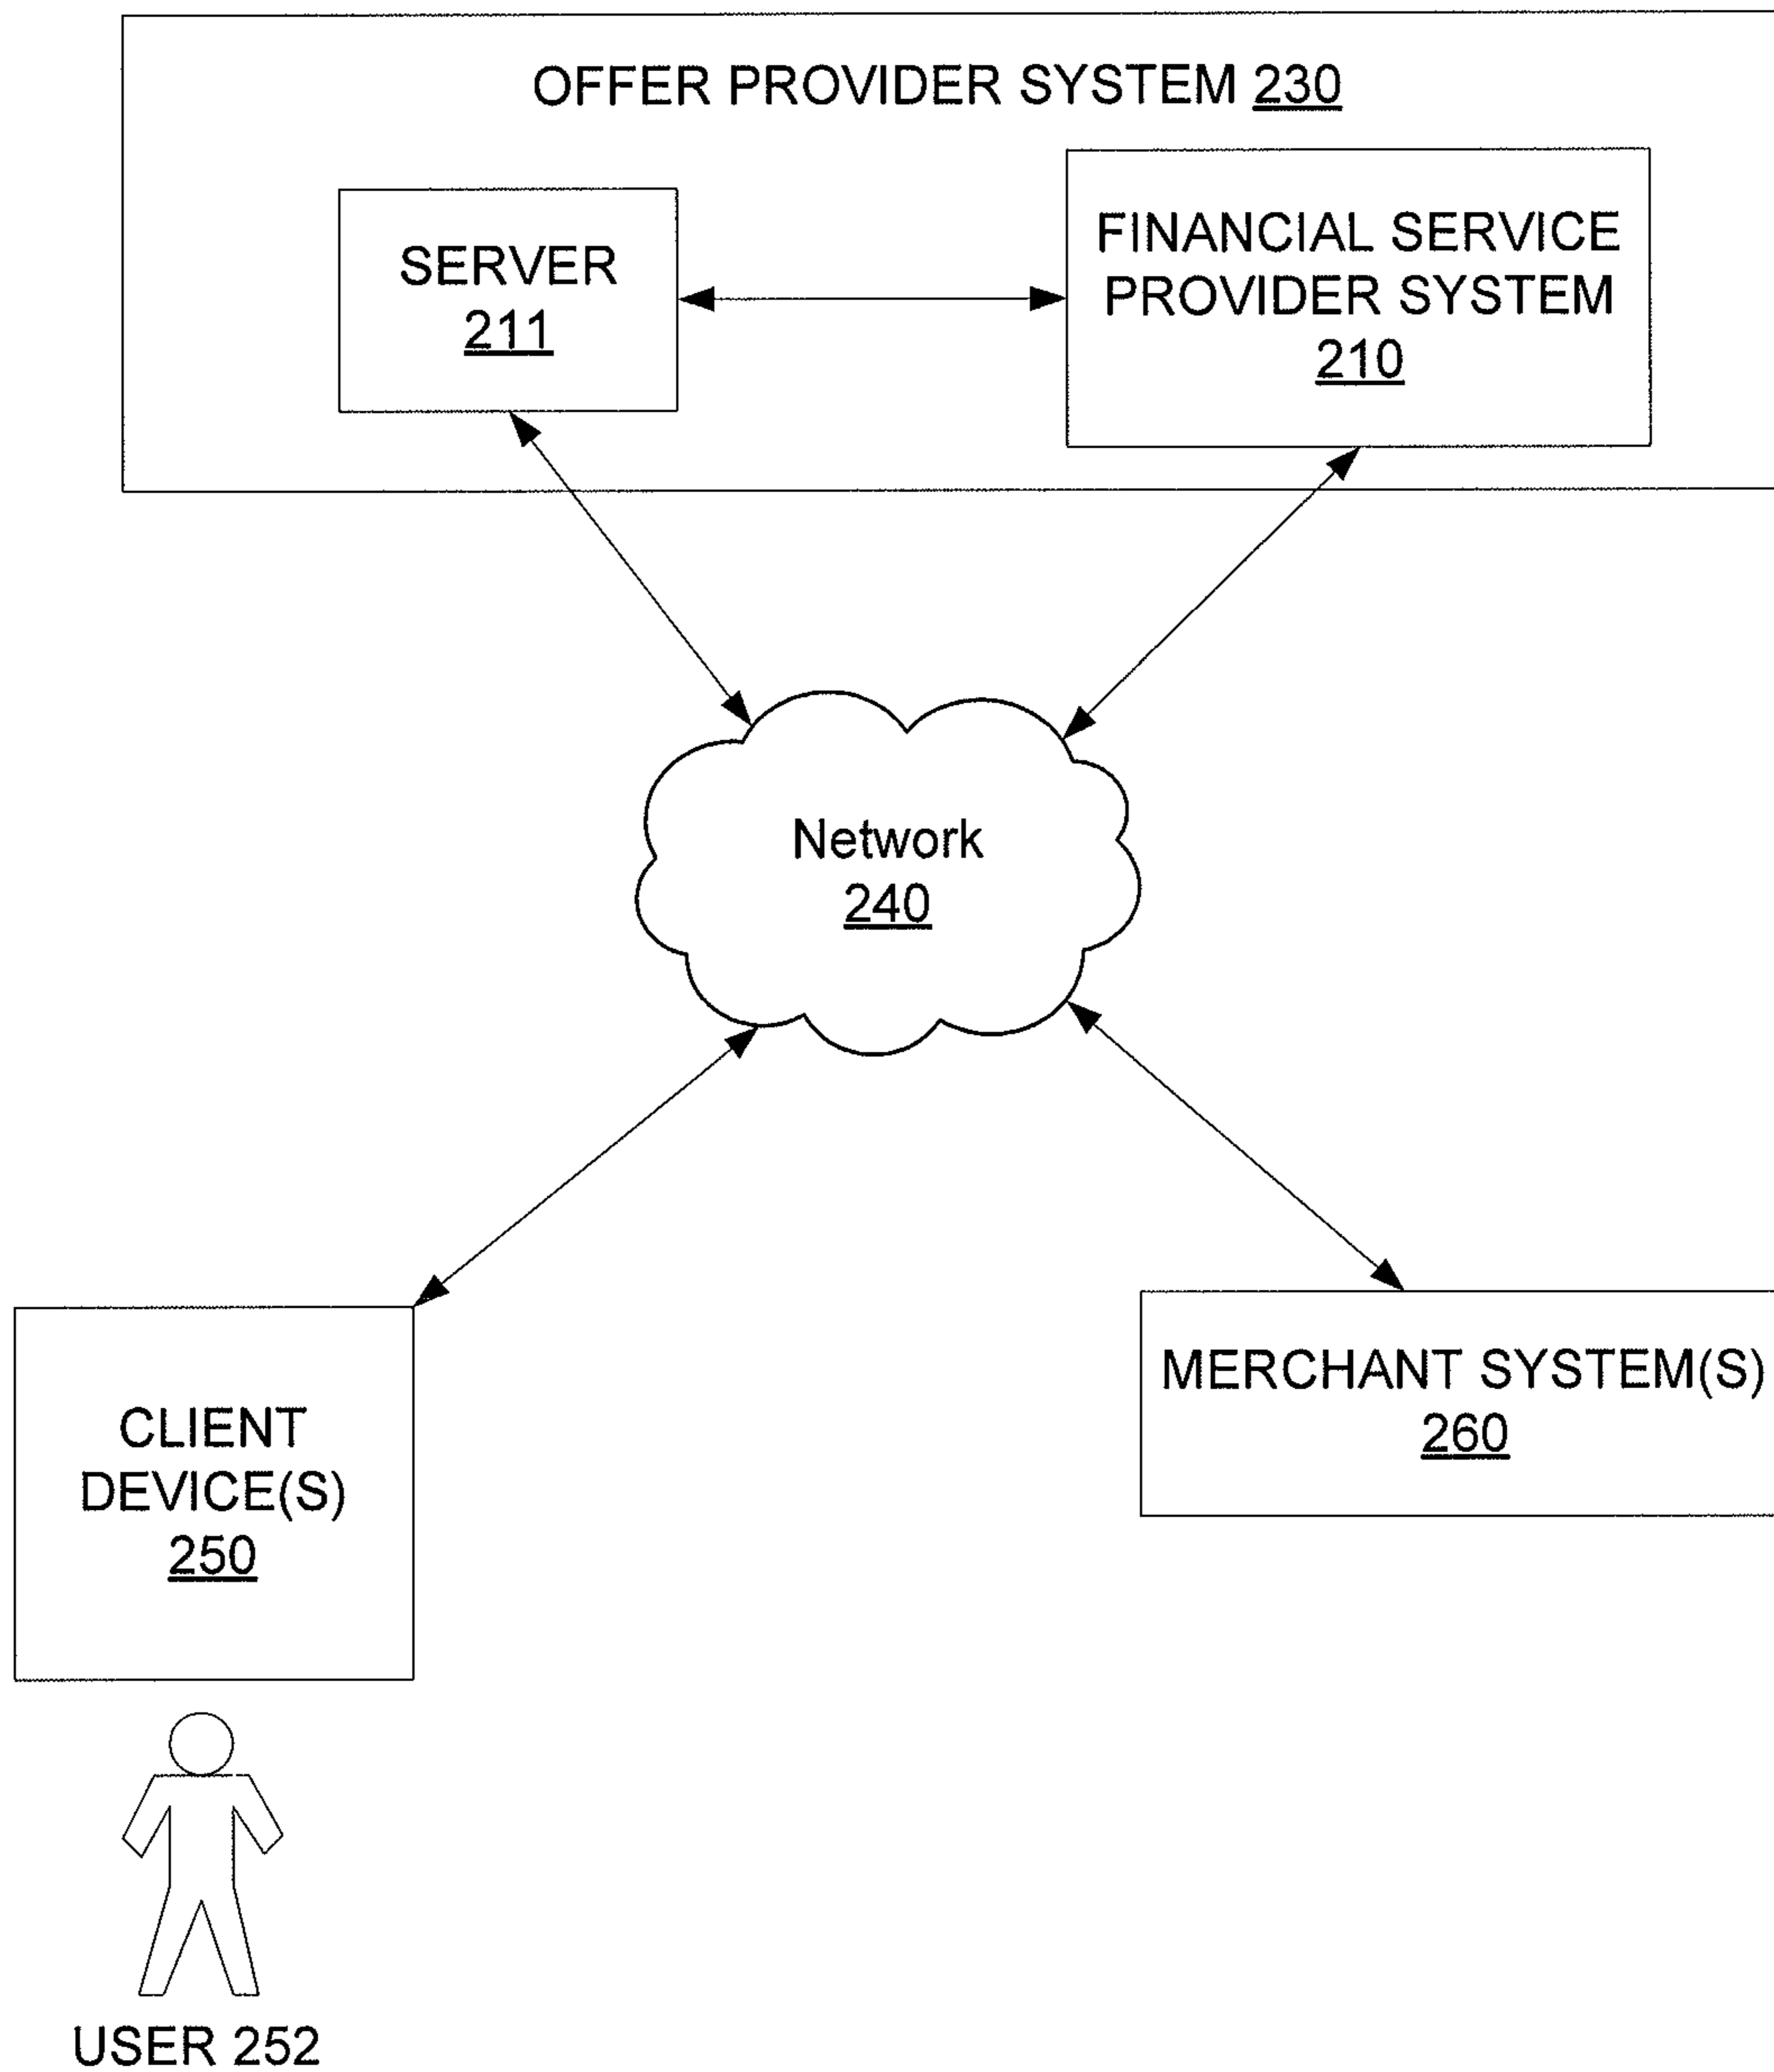 OFFER PROVIDER SYSTEM 230
SERVER
211
FINANCIAL SERVICE
PROVIDER SYSTEM
210
Network
240
CLIENT
DEVICE(S)
250
MERCHANT SYSTEM(S)
260
USER 252